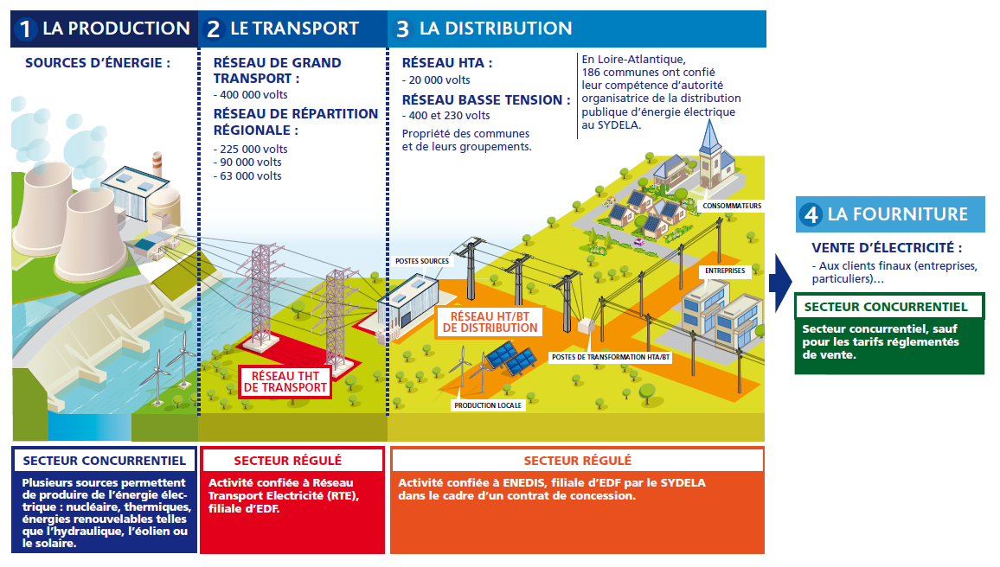 1 LA PRODUCTION
SOURCES D’ÉNERGIE :
2 LE TRANSPORT
RÉSEAU DE GRAND
TRANSPORT :
- 400 000 volts
RÉSEAU DE RÉPARTITION
RÉGIONALE :
- 225 000 volts
- 90 000 volts
- 63 000 volts
3 LA DISTRIBUTION
RÉSEAU HTA :
- 20 000 volts
RÉSEAU BASSE TENSION :
- 400 et 230 volts
Propriété des communes
et de leurs groupements.
En Loire-Atlantique,
186 communes ont confié
leur compétence d’autorité
organisatrice de la distribution
publique d’énergie électrique
au SYDELA.
CONSOMMATEURS
POSTES SOURCES
ENTREPRISES
RÉSEAU HT/BT
DE DISTRIBUTION
POSTES DE TRANSFORMATION HTA/BT
RÉSEAU THT
DE TRANSPORT
PRODUCTION LOCALE
4 LA FOURNITURE
VENTE D’ÉLECTRICITÉ :
- Aux clients finaux (entreprises,
particuliers)…
SECTEUR CONCURRENTIEL
Secteur concurrentiel, sauf
pour les tarifs réglementés
de vente.
SECTEUR CONCURRENTIEL
Plusieurs sources permettent
de produire de l’énergie élec-
trique : nucléaire, thermiques,
énergies renouvelables telles
que l’hydraulique, l’éolien ou
le solaire.
SECTEUR RÉGULÉ
Activité confiée à Réseau
Transport Electricité (RTE),
filiale d’EDF.
SECTEUR RÉGULÉ
Activité confiée à ENEDIS, filiale d’EDF par le SYDELA
dans le cadre d’un contrat de concession.